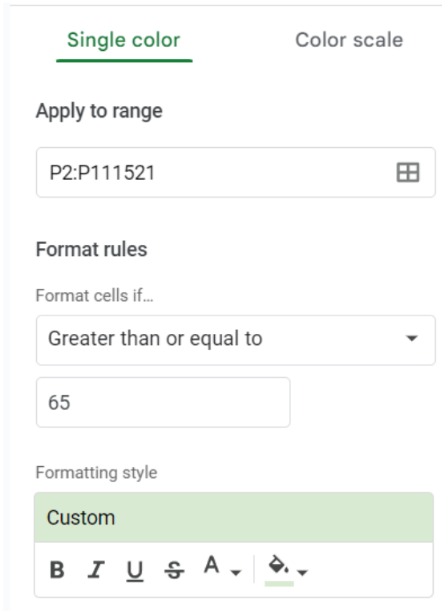 Single color Color scale
Apply to range
P2:P111521
Format rules
Format cells if…
Greater than or equal to
65
Formatting style
Custom
B I U S A